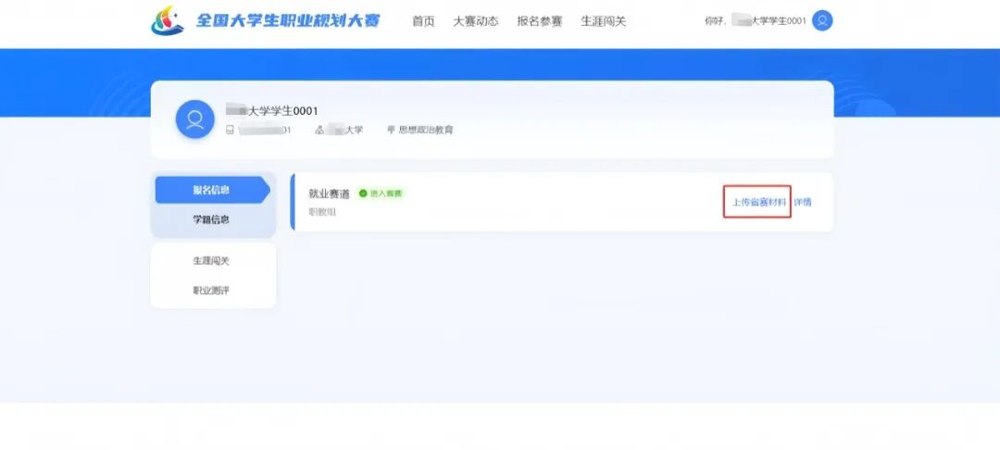 全国大学生职业规划大赛 首页 大赛动态 报名参赛 生涯闯关 你好, 大学学生0001
大学学生0001
01 大学 思想政治教育
报名信息
学籍信息
生涯闯关
职业测评
就业赛道 进入省赛
职教组
上传省赛材料 详情